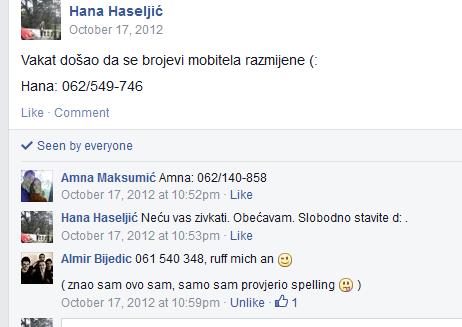 Hana Haseljić
October 17, 2012
Vakat došao da se brojevi mobitela razmijene (:
Hana: 062/549-746
Like · Comment
Seen by everyone
Amna Maksumić Amna: 062/140-858
October 17, 2012 at 10:52pm · Like
Hana Haseljić Neću vas zivkati. Obećavam. Slobodno stavite d: .
October 17, 2012 at 10:53pm · Like
Almir Bijedic 061 540 348, ruff mich an
( znao sam ovo sam, samo sam provjerio spelling )
October 17, 2012 at 10:59pm · Unlike · 1